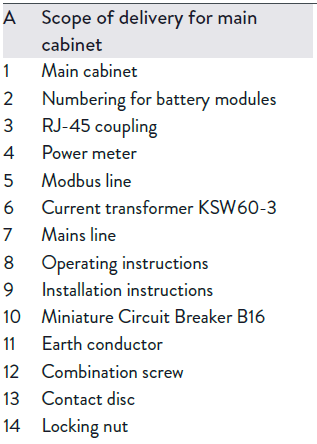 A Scope of delivery for main
cabinet
1 Main cabinet
2 Numbering for battery modules
3 RJ-45 coupling
4 Power meter
5 Modbus line
6 Current transformer KSW60-3
7 Mains line
8 Operating instructions
9 Installation instructions
10 Miniature Circuit Breaker B16
11 Earth conductor
12 Combination screw
13 Contact disc
14 Locking nut